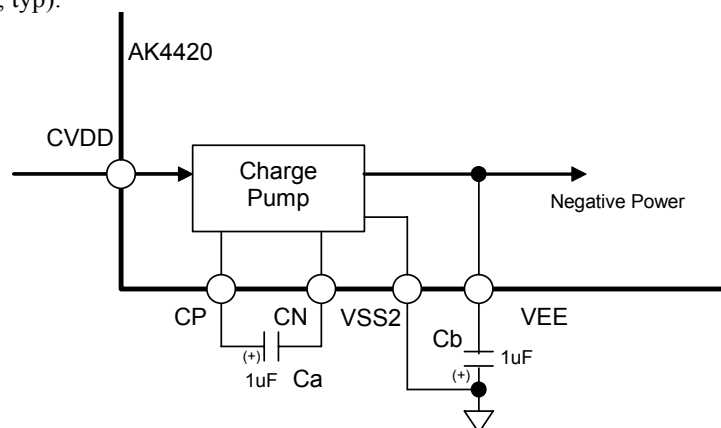 , typ).
AK4420
CVDD
Charge
Pump
Negative Power
CP
CN
VSS2
VEE
(+)
1uF
Ca
Cb
1uF
(+)